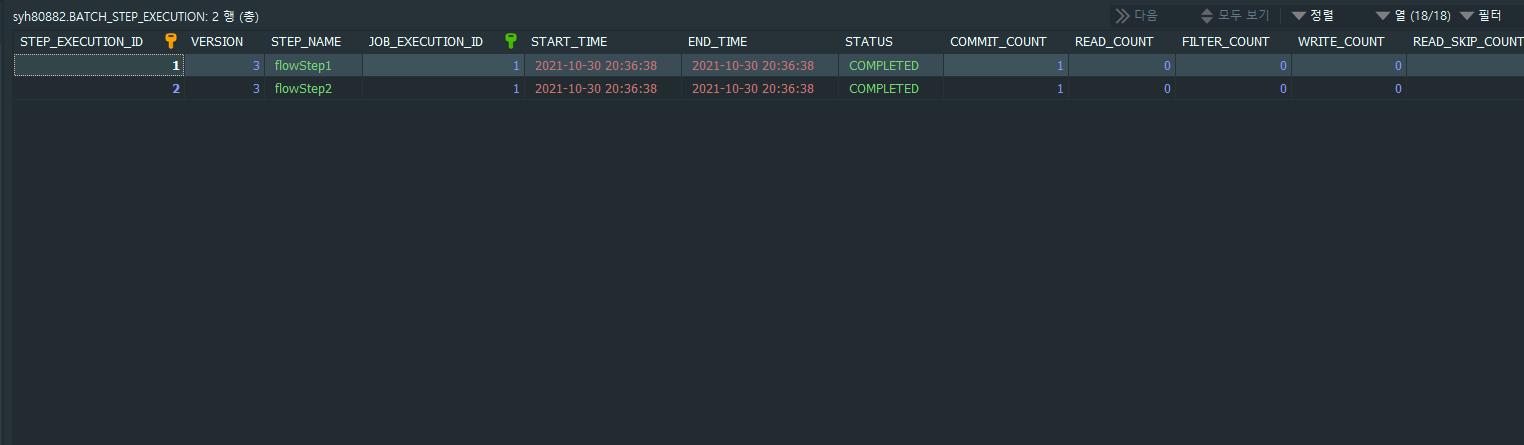 syh80882.BATCH_STEP_EXECUTION: 2 행 (총) 다음 모두 보기 정렬 열 (18/18) 필터
STEP_EXECUTION_ID VERSION STEP_NAME JOB_EXECUTION_ID START_TIME END_TIME STATUS COMMIT_COUNT READ_COUNT FILTER_COUNT WRITE_COUNT READ_SKIP_COUNT
1 3 flowStep1 1 2021-10-30 20:36:38 2021-10-30 20:36:38 COMPLETED 1 0 0 0
2 3 flowStep2 1 2021-10-30 20:36:38 2021-10-30 20:36:38 COMPLETED 1 0 0 0